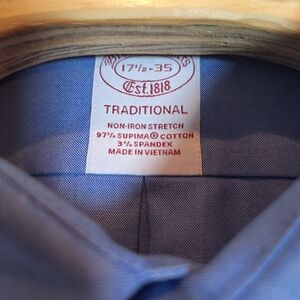 17½-35
Est. 1818
TRADITIONAL
NON-IRON STRETCH
97% SUPIMA® COTTON
3% SPANDEX
MADE IN VIETNAM